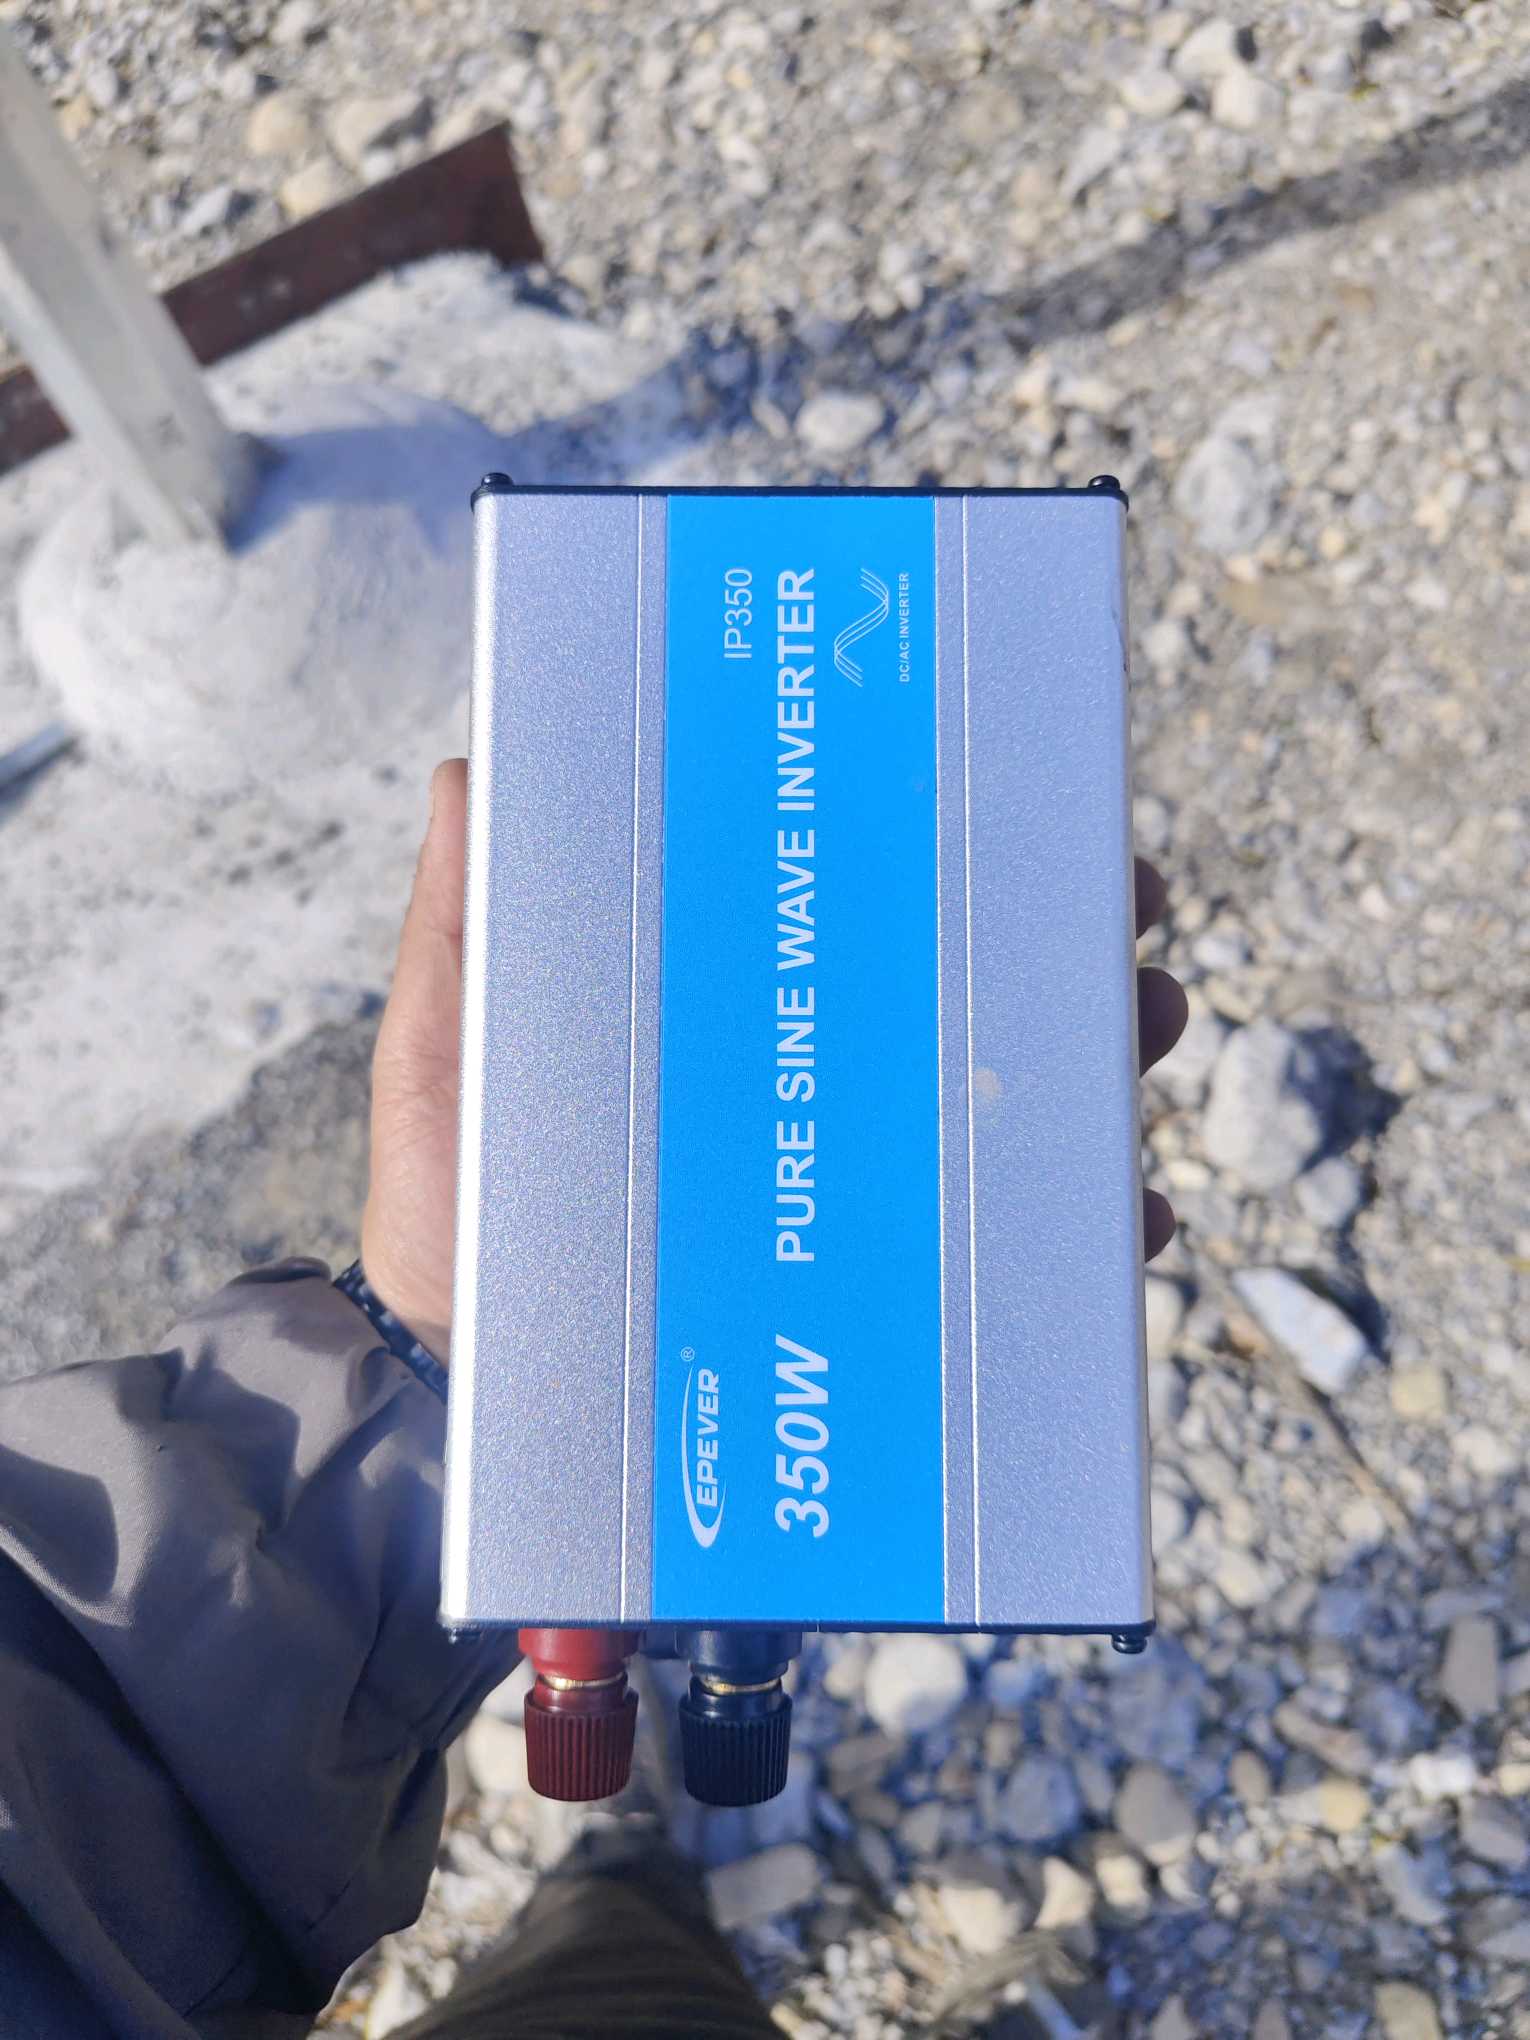 EPEVER®
IP350
350W PURE SINE WAVE INVERTER
DC/AC INVERTER